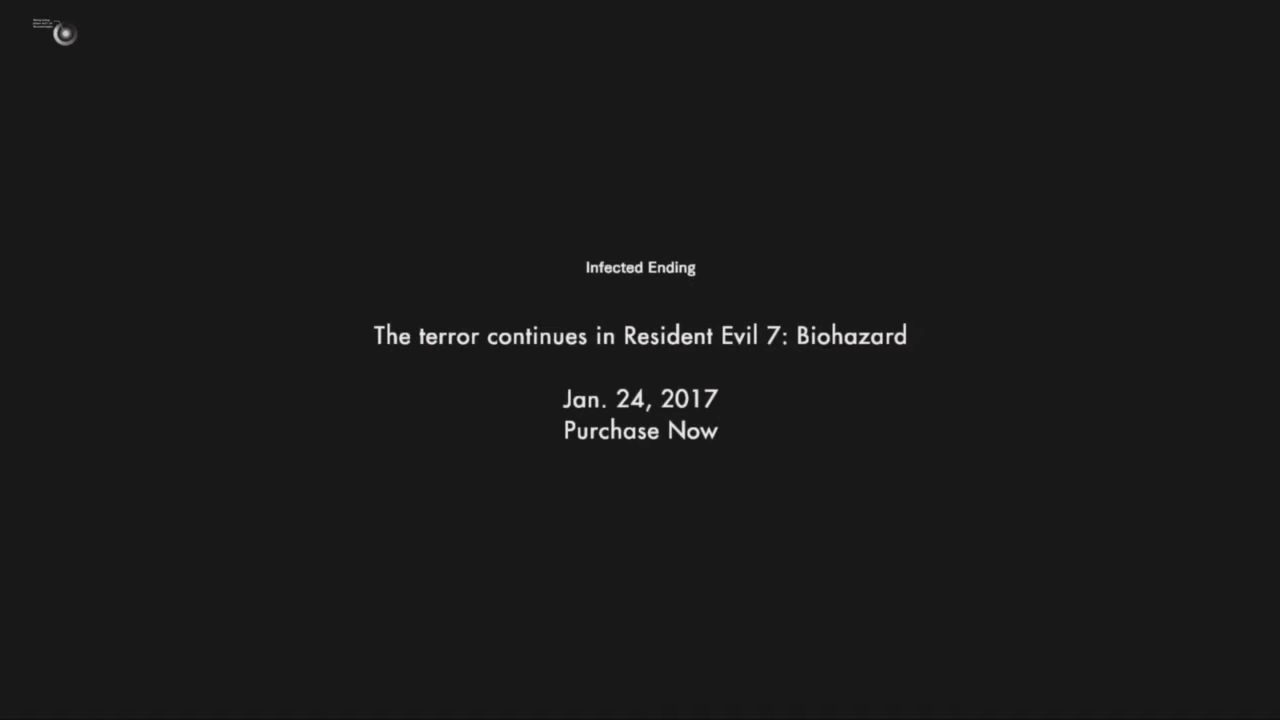 Infected Ending
The terror continues in Resident Evil 7: Biohazard
Jan. 24, 2017
Purchase Now